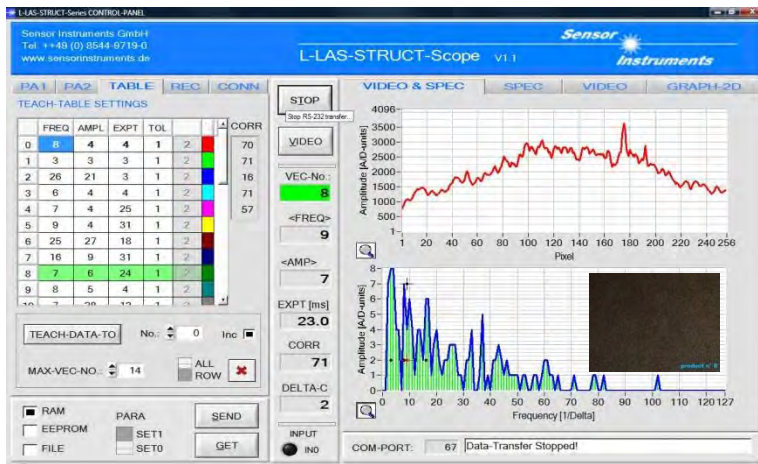 L-LAS-STRUCT-Series CONTROL-PANEL
Sensor Instruments GmbH
Tel. ++49 (0) 8544-9719-0
www.sensorinstruments.de
L-LAS-STRUCT-Scope V1.1
Sensor
Instruments
PA1 PA2 TABLE REC CONN
TEACH-TABLE SETTINGS
FREQ AMPL EXPT TOL CORR
0 8 4 4 1 2 70
1 3 3 3 1 2 71
2 26 21 3 1 2 16
3 6 4 4 1 2 71
4 7 4 25 1 2 57
5 9 4 31 1 2
6 25 27 18 1 2
7 16 9 31 1 2
8 7 6 24 1 2
9 8 5 4 1 2
TEACH-DATA-TO No.: 0 Inc
MAX-VEC-NO.: 14
ALL
ROW
RAM
EEPROM
FILE
PARA
SET1
SET0
SEND
GET
STOP
Stop RS-232 transfer...
VIDEO
VEC-No.:
8
<FREQ>
9
<AMP>
7
EXPT [ms]
23.0
CORR
71
DELTA-C
2
INPUT
IN0
VIDEO & SPEC SPEC VIDEO GRAPH-2D
Amplitude [A/D-units]
4096
3500
3000
2500
2000
1500
1000
500
1
1 20 40 60 80 100 120 140 160 180 200 220 240 256
Pixel
Amplitude [A/D-units]
8
7
6
5
4
3
2
1
0
0 10 20 30 40 50 60 70 80 90 100 110 120 127
Frequency [1/Delta]
COM-PORT: 67 Data-Transfer Stopped!